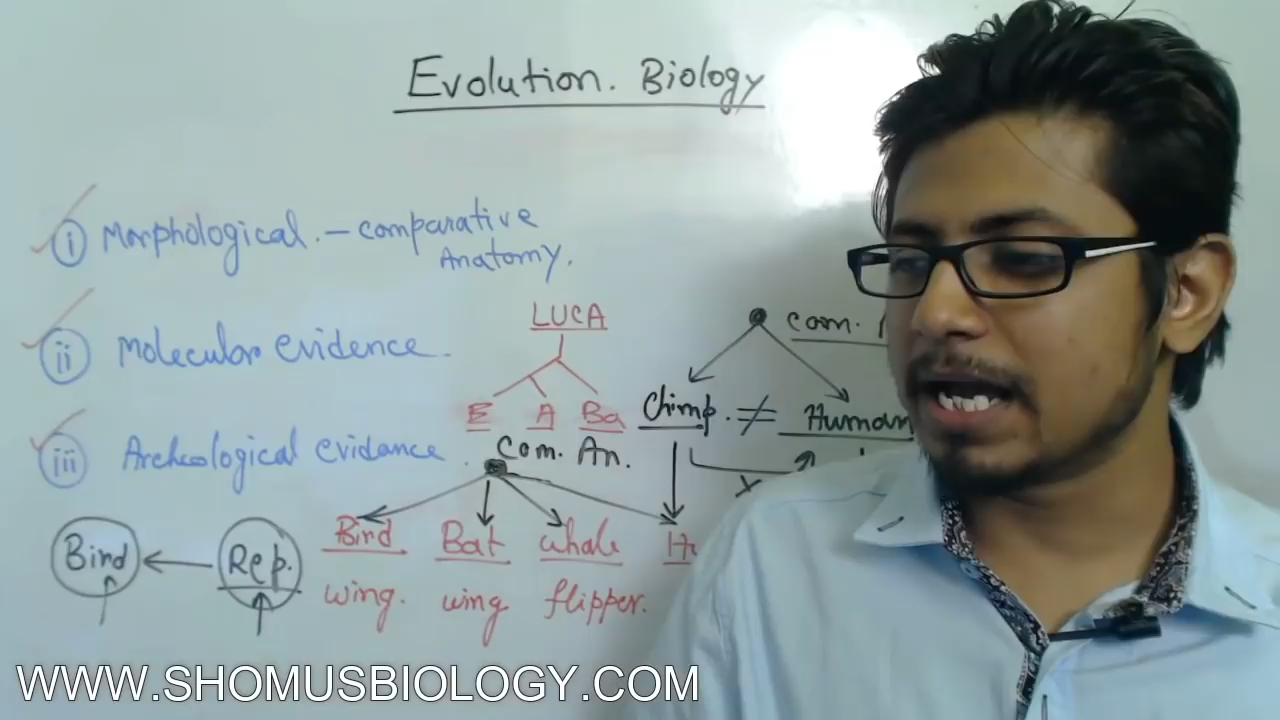 Evolution. Biology
i Morphological. – comparative
Anatomy.
ii Molecular evidence.
iii Archeological evidence.
LUCA
E A Ba
com.
Chimp. ≠ Human
x
Com. An.
Bird ← Rep.
Bird Bat whale
wing. wing flipper.
WWW.SHOMUSBIOLOGY.COM